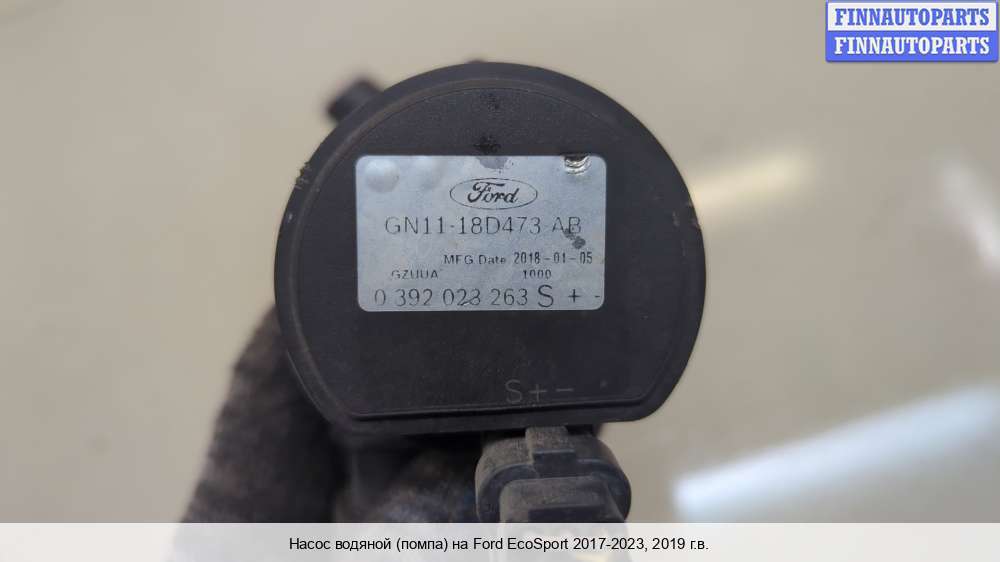 FINNAUTOPARTS
FINNAUTOPARTS
Ford
GN11-18D473-AB
MFG Date 2018-01-05
GZUUA 1000
0 392 023 263 S + -
S + -
Насос водяной (помпа) на Ford EcoSport 2017-2023, 2019 г.в.